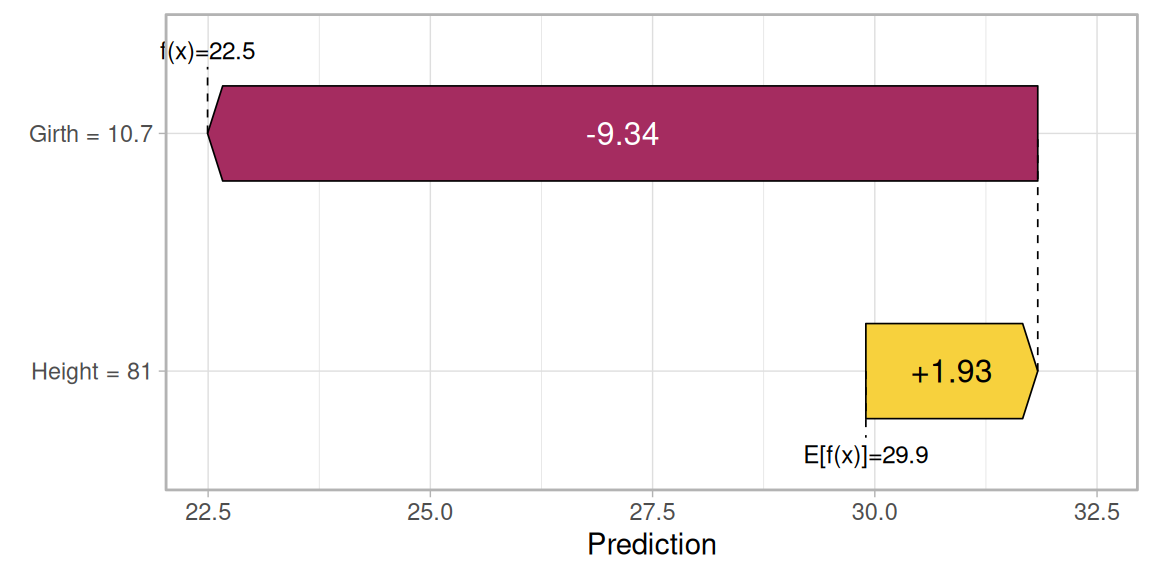 f(x)=22.5
Girth = 10.7
-9.34
Height = 81
+1.93
E[f(x)]=29.9
22.5 25.0 27.5 30.0 32.5
Prediction